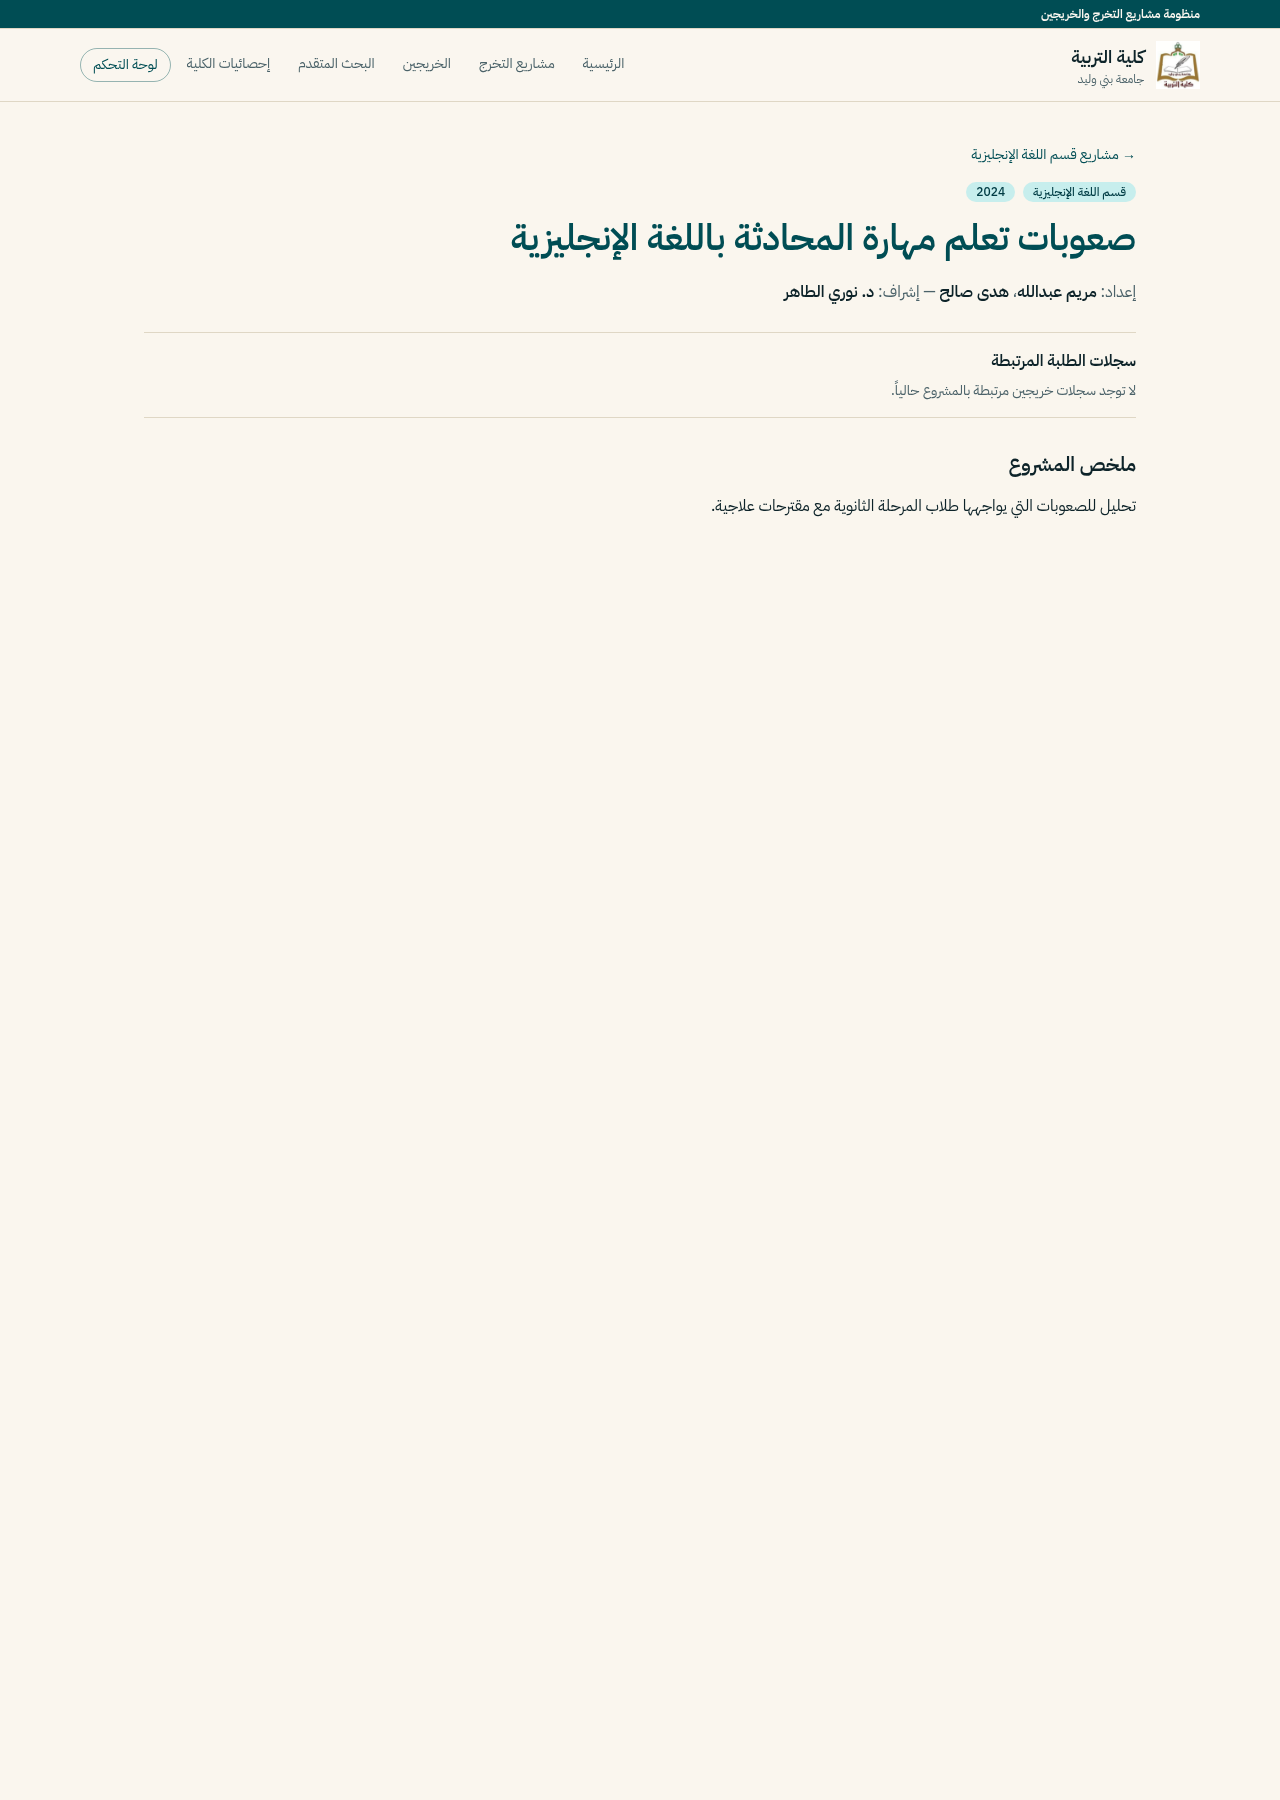 منظومة مشاريع التخرج والخريجين
كلية التربية
جامعة بني وليد
الرئيسية
مشاريع التخرج
الخريجين
البحث المتقدم
إحصائيات الكلية
لوحة التحكم
كلية التربية
→ مشاريع قسم اللغة الإنجليزية
قسم اللغة الإنجليزية
2024
صعوبات تعلم مهارة المحادثة باللغة الإنجليزية
إعداد: مريم عبدالله، هدى صالح — إشراف: د. نوري الطاهر
سجلات الطلبة المرتبطة
لا توجد سجلات خريجين مرتبطة بالمشروع حالياً.
ملخص المشروع
تحليل للصعوبات التي يواجهها طلاب المرحلة الثانوية مع مقترحات علاجية.